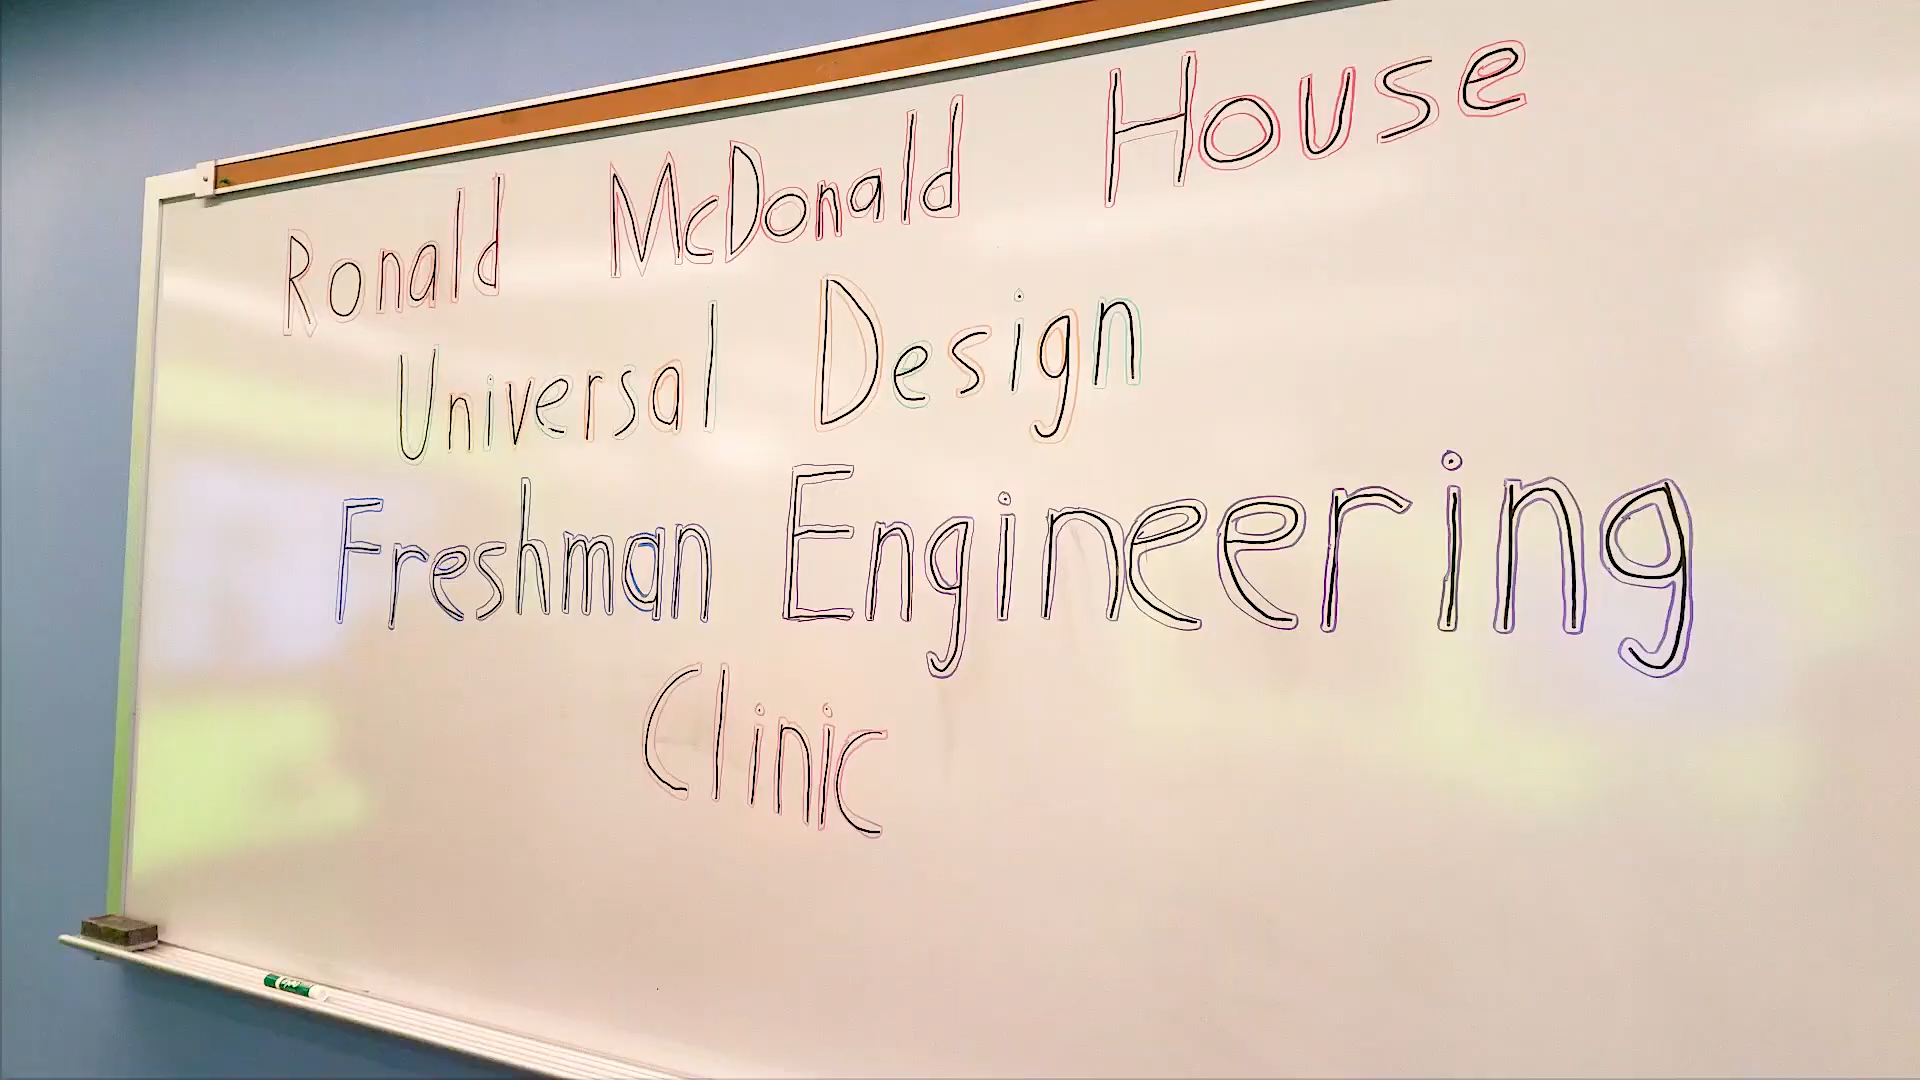 Ronald McDonald House
Universal Design
Freshman Engineering
Clinic